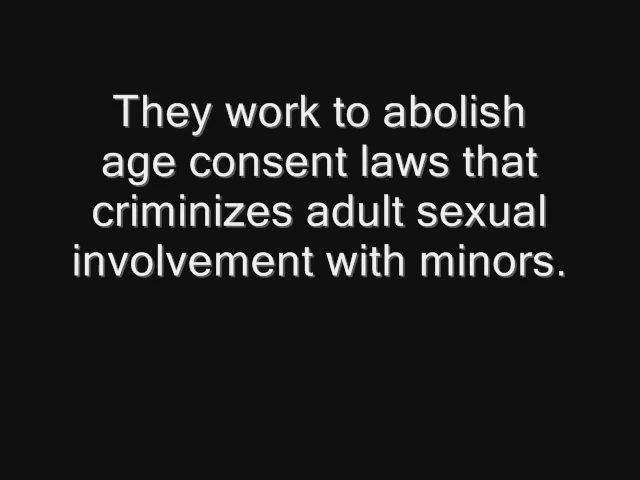 They work to abolish
age consent laws that
criminizes adult sexual
involvement with minors.